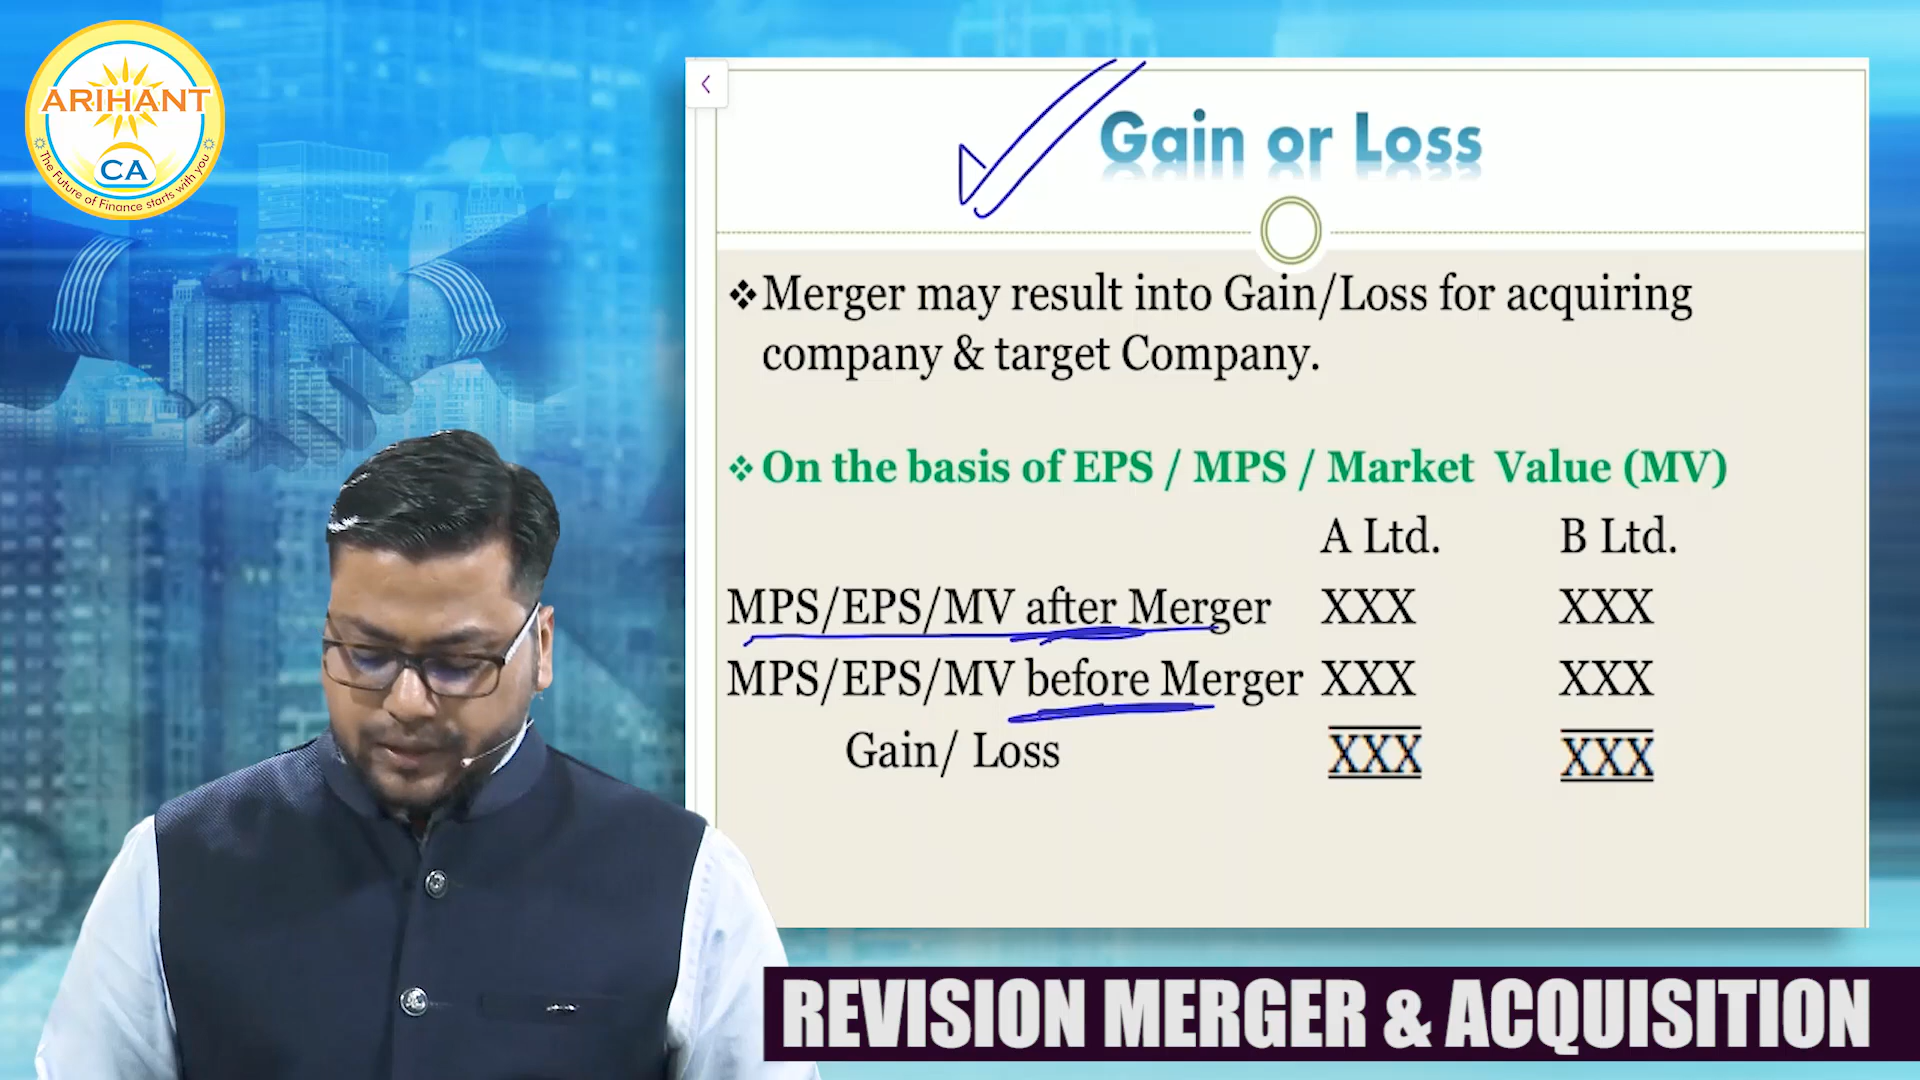 ARIHANT
CA
The Future of Finance starts with you
Gain or Loss
Merger may result into Gain/Loss for acquiring
company & target Company.
On the basis of EPS / MPS / Market Value (MV)
A Ltd. B Ltd.
MPS/EPS/MV after Merger XXX XXX
MPS/EPS/MV before Merger XXX XXX
Gain/ Loss XXX XXX
REVISION MERGER & ACQUISITION